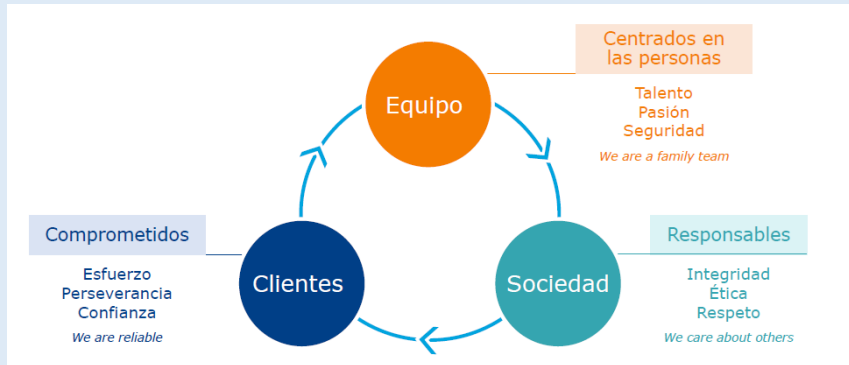 Centrados en
las personas
Equipo
Talento
Pasión
Seguridad
We are a family team
Comprometidos
Esfuerzo
Perseverancia
Confianza
We are reliable
Clientes
Sociedad
Responsables
Integridad
Ética
Respeto
We care about others